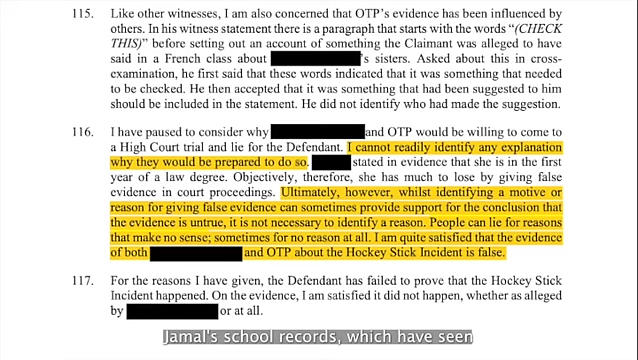 115. Like other witnesses, I am also concerned that OTP's evidence has been influenced by
others. In his witness statement there is a paragraph that starts with the words "(CHECK
THIS)" before setting out an account of something the Claimant was alleged to have
said in a French class about 's sisters. Asked about this in cross-
examination, he first said that these words indicated that it was something that needed
to be checked. He then accepted that it was something that had been suggested to him
should be included in the statement. He did not identify who had made the suggestion.
116. I have paused to consider why and OTP would be willing to come to
a High Court trial and lie for the Defendant. I cannot readily identify any explanation
why they would be prepared to do so. stated in evidence that she is in the first
year of a law degree. Objectively, therefore, she has much to lose by giving false
evidence in court proceedings. Ultimately, however, whilst identifying a motive or
reason for giving false evidence can sometimes provide support for the conclusion that
the evidence is untrue, it is not necessary to identify a reason. People can lie for reasons
that make no sense; sometimes for no reason at all. I am quite satisfied that the evidence
of both and OTP about the Hockey Stick Incident is false.
117. For the reasons I have given, the Defendant has failed to prove that the Hockey Stick
Incident happened. On the evidence, I am satisfied it did not happen, whether as alleged
by or at all.
Jamal's school records, which have seen